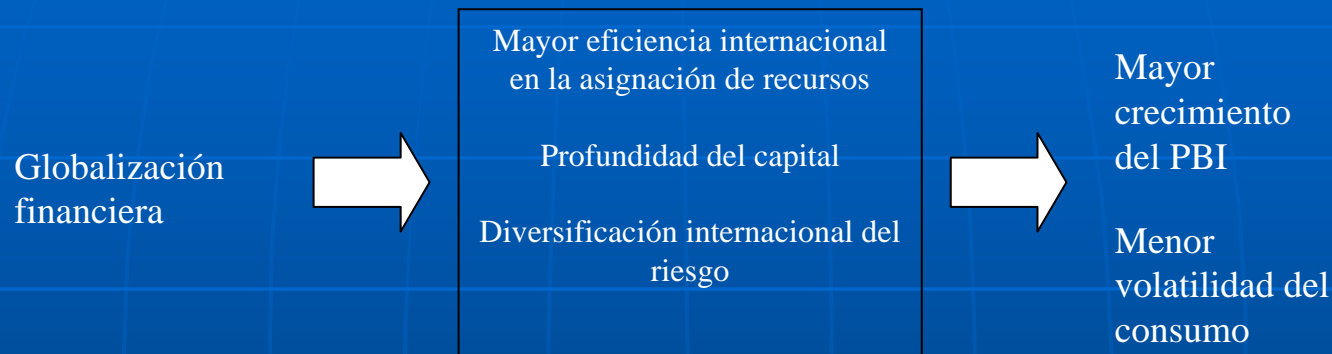 Globalización
financiera
Mayor eficiencia internacional
en la asignación de recursos
Profundidad del capital
Diversificación internacional del
riesgo
Mayor
crecimiento
del PBI
Menor
volatilidad del
consumo